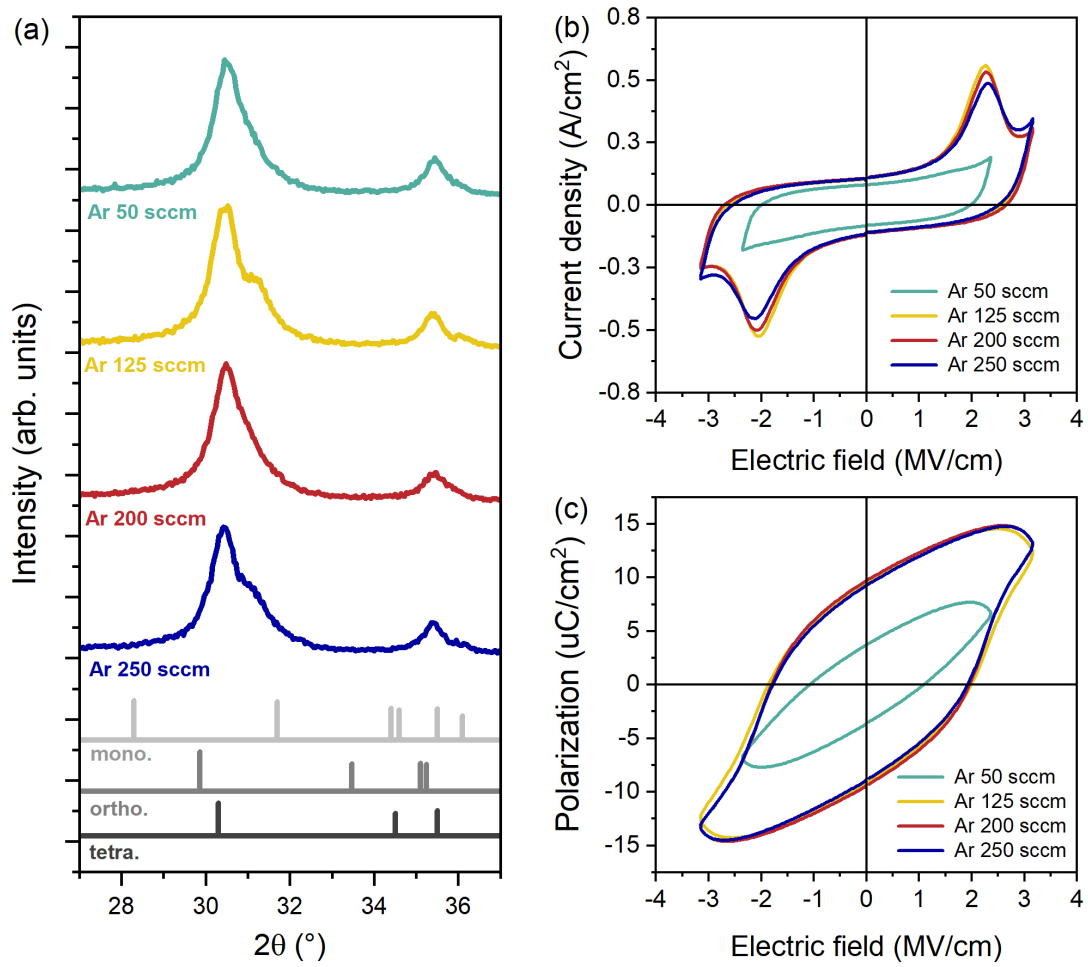 (a)
Intensity (arb. units)
Ar 50 sccm
Ar 125 sccm
Ar 200 sccm
Ar 250 sccm
mono.
ortho.
tetra.
28 30 32 34 36
2θ (°)
(b)
Current density (A/cm²)
0.8
0.5
0.3
0.0
-0.3
-0.5
-0.8
Ar 50 sccm
Ar 125 sccm
Ar 200 sccm
Ar 250 sccm
-4 -3 -2 -1 0 1 2 3 4
Electric field (MV/cm)
(c)
Polarization (uC/cm²)
15
10
5
0
-5
-10
-15
Ar 50 sccm
Ar 125 sccm
Ar 200 sccm
Ar 250 sccm
-4 -3 -2 -1 0 1 2 3 4
Electric field (MV/cm)